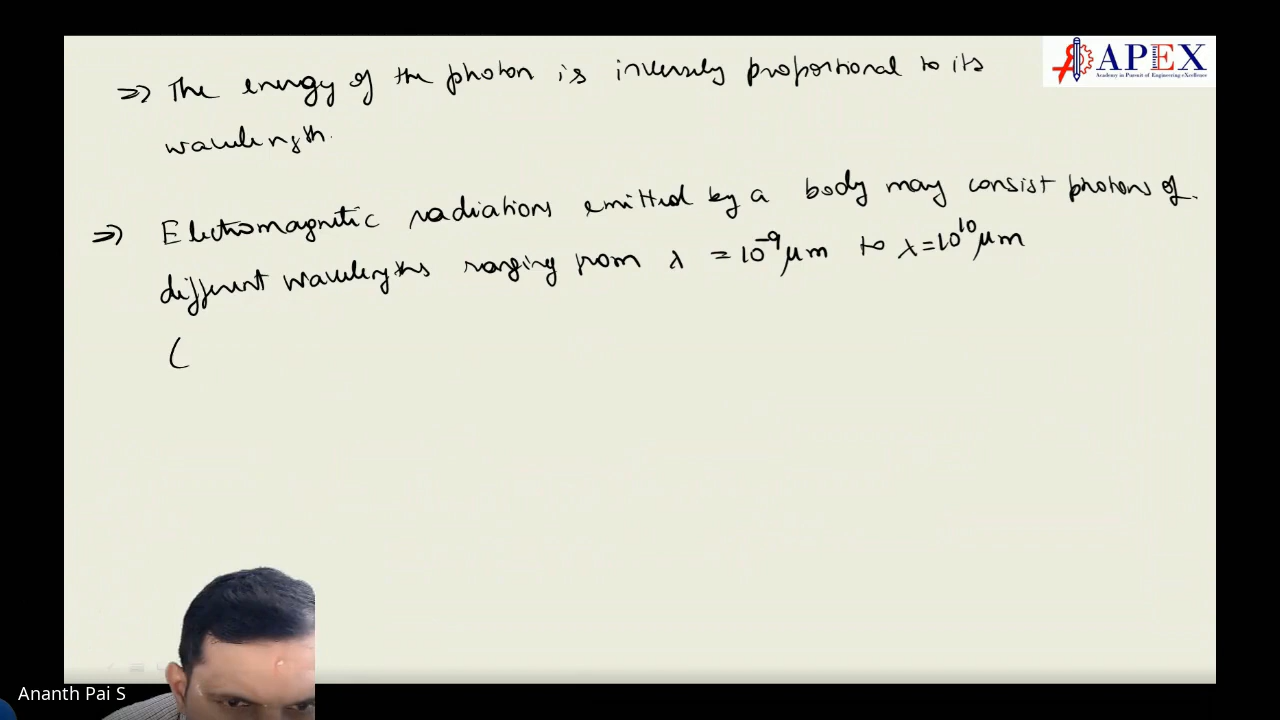 => The energy of the photon is inversely proportional to its
wavelength.
=> Electromagnetic radiations emitted by a body may consist photons of
different wavelengths ranging from λ = 10⁻⁹ μm to λ = 10¹⁰ μm
(
APEX
Academy in Pursuit of Engineering eXcellence
Ananth Pai S